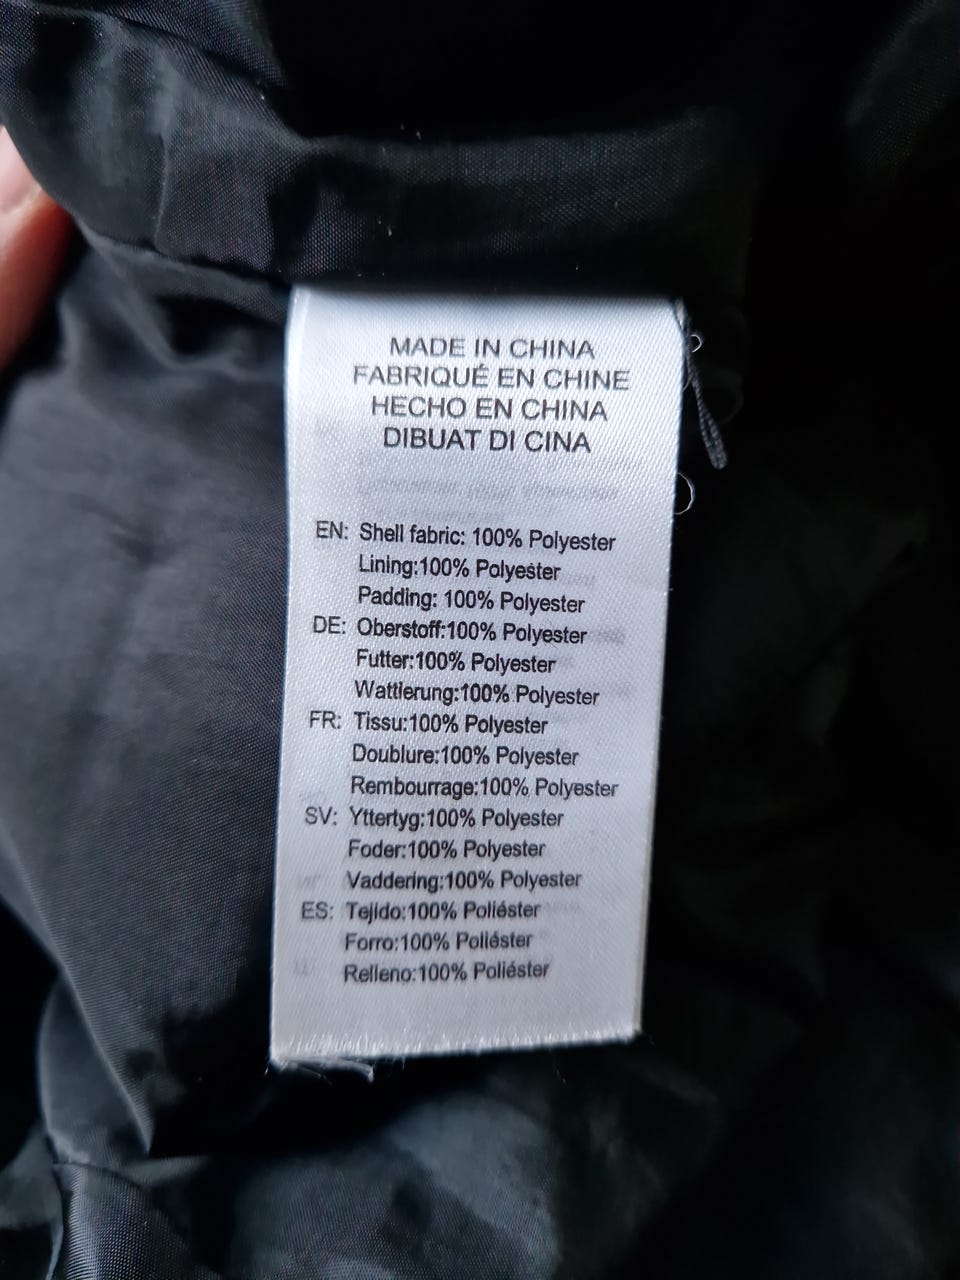 MADE IN CHINA
FABRIQUÉ EN CHINE
HECHO EN CHINA
DIBUAT DI CINA
EN: Shell fabric: 100% Polyester
Lining:100% Polyester
Padding: 100% Polyester
DE: Oberstoff:100% Polyester
Futter:100% Polyester
Wattierung:100% Polyester
FR: Tissu:100% Polyester
Doublure:100% Polyester
Rembourrage:100% Polyester
SV: Yttertyg:100% Polyester
Foder:100% Polyester
Vaddering:100% Polyester
ES: Tejido:100% Poliéster
Forro:100% Poliéster
Relleno:100% Poliéster